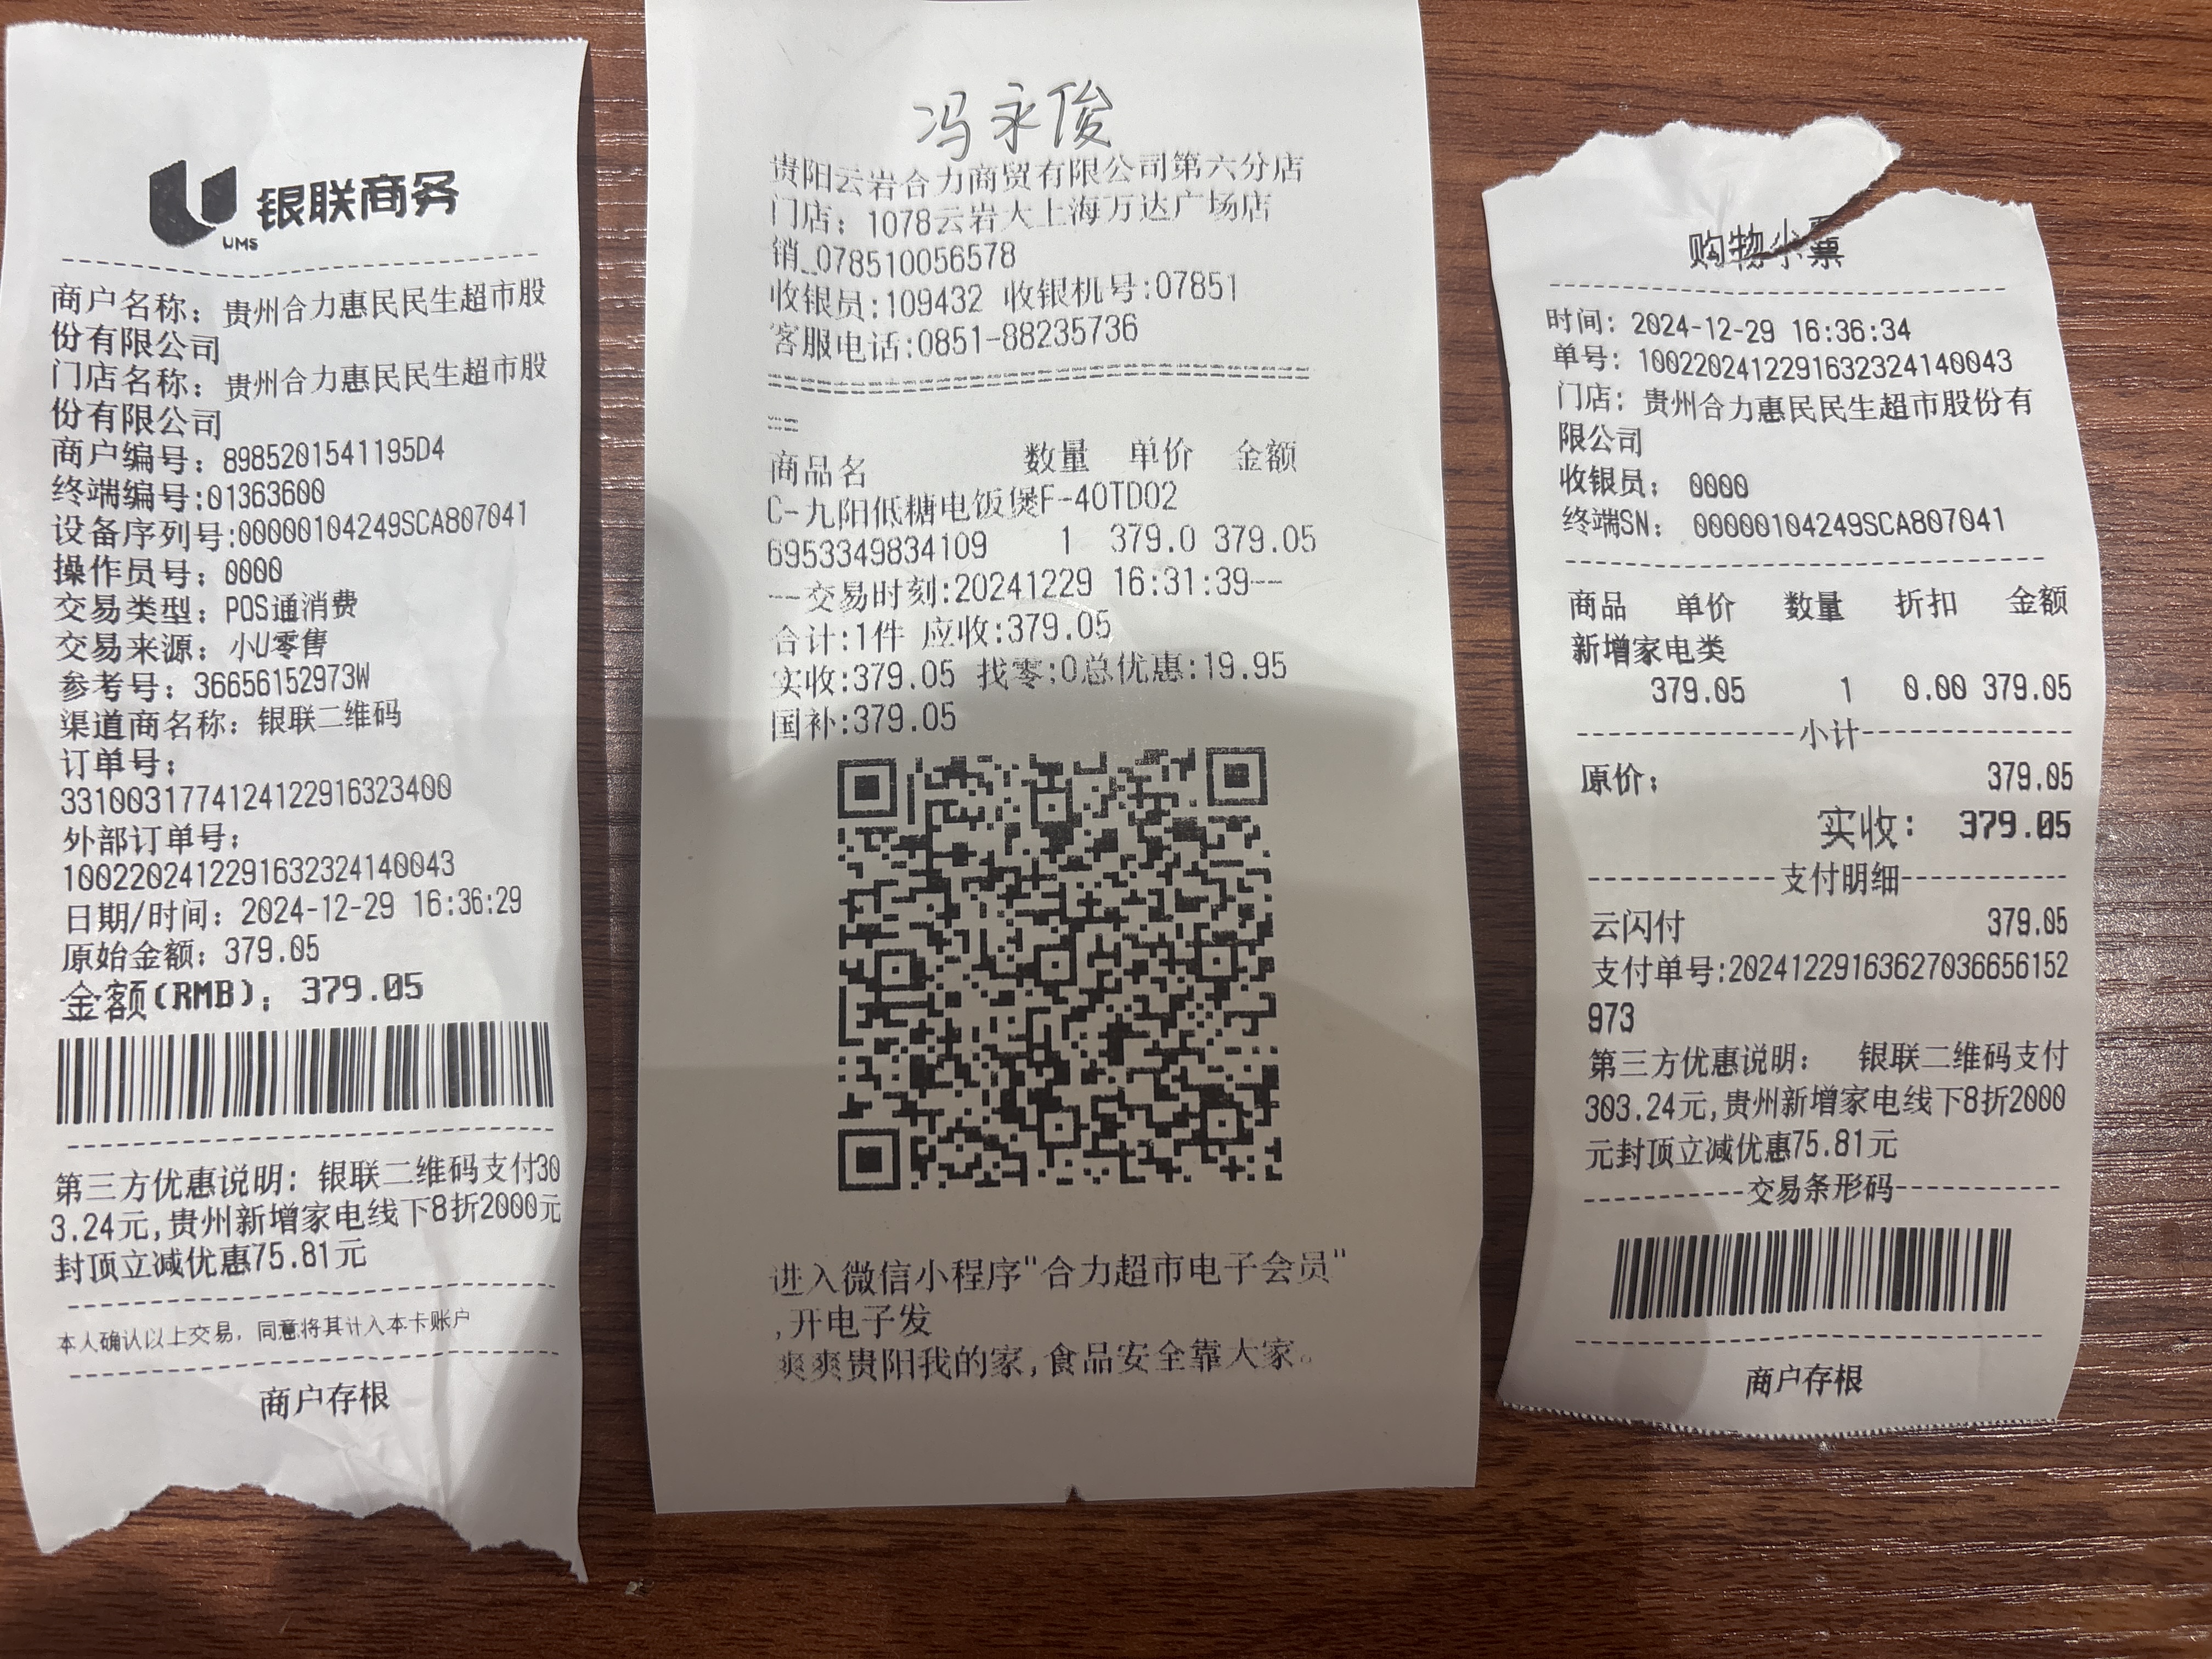 银联商务
UMS
商户名称：贵州合力惠民民生超市股
份有限公司
门店名称：贵州合力惠民民生超市股
份有限公司
商户编号：8985201541195D4
终端编号:01363600
设备序列号:00000104249SCA807041
操作员号：0000
交易类型：POS通消费
交易来源：小U零售
参考号：36656152973W
渠道商名称：银联二维码
订单号：
33100317741241229163 23400
外部订单号：
10022024122916323241 40043
日期/时间：2024-12-29 16:36:29
原始金额：379.05
金额(RMB)：379.05
第三方优惠说明：银联二维码支付30
3.24元,贵州新增家电线下8折2000元
封顶立减优惠75.81元
本人确认以上交易，同意将其计入本卡账户
商户存根
冯永俊
贵阳云岩合力商贸有限公司第六分店
门店：1078云岩大上海万达广场店
销_078510056578
收银员:109432 收银机号:07851
客服电话:0851-88235736
商品名 数量 单价 金额
C-九阳低糖电饭煲F-40TD02
6953349834109 1 379.0 379.05
--交易时刻:20241229 16:31:39--
合计:1件 应收:379.05
实收:379.05 找零;0总优惠:19.95
国补:379.05
进入微信小程序"合力超市电子会员"
,开电子发
爽爽贵阳我的家,食品安全靠大家。
购物小票
时间：2024-12-29 16:36:34
单号：1002202412291632324140043
门店：贵州合力惠民民生超市股份有
限公司
收银员： 0000
终端SN： 00000104249SCA807041
商品 单价 数量 折扣 金额
新增家电类
379.05 1 0.00 379.05
小计
原价： 379.05
实收： 379.05
支付明细
云闪付 379.05
支付单号:20241229163627036656152
973
第三方优惠说明： 银联二维码支付
303.24元,贵州新增家电线下8折2000
元封顶立减优惠75.81元
交易条形码
商户存根